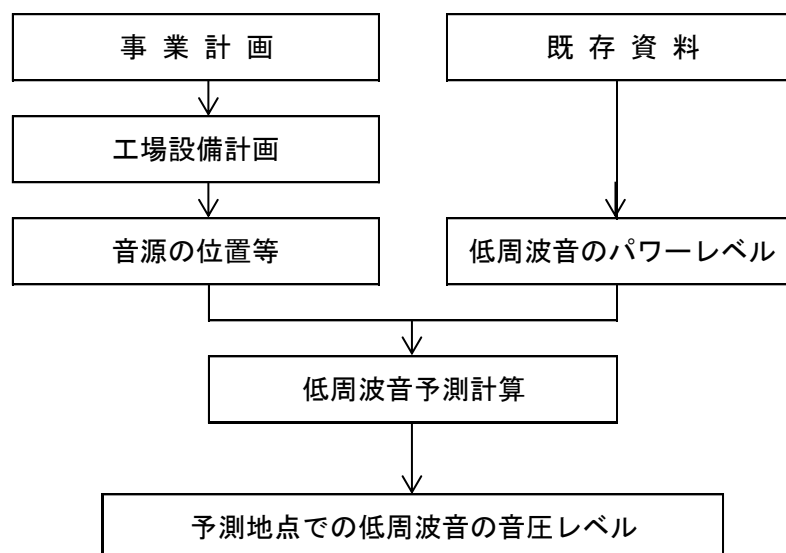 事業計画
既存資料
工場設備計画
音源の位置等
低周波音のパワーレベル
低周波音予測計算
予測地点での低周波音の音圧レベル